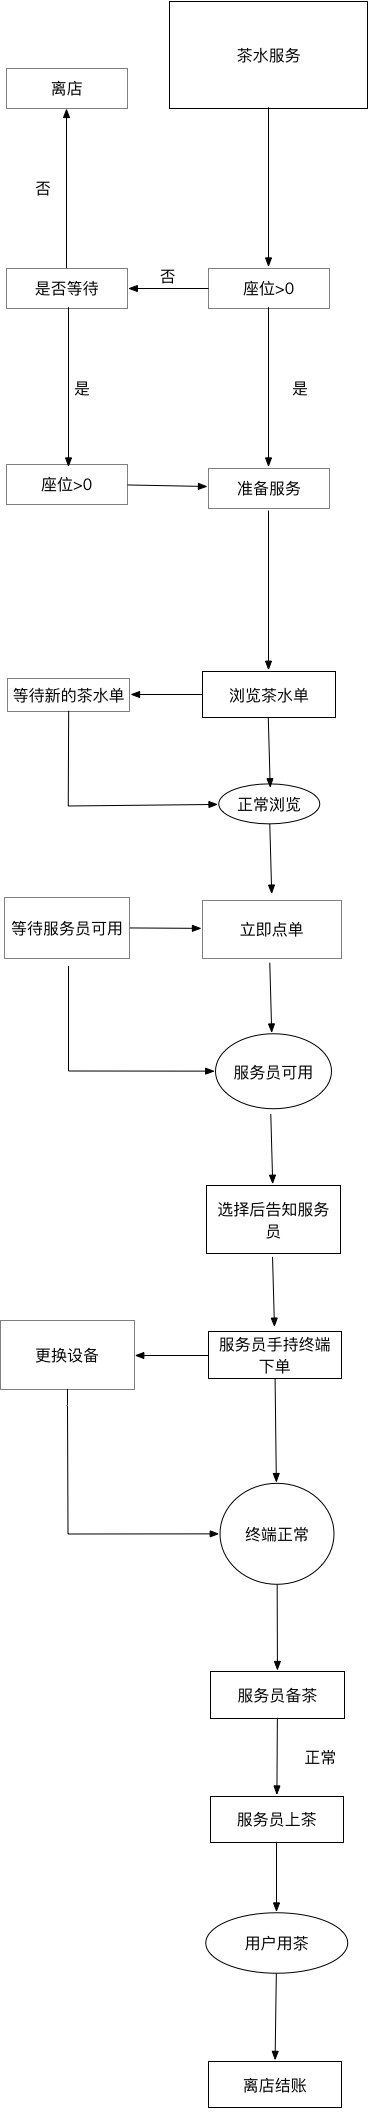 茶水服务
离店
否
是否等待
否
座位>0
是
是
座位>0
准备服务
等待新的茶水单
浏览茶水单
正常浏览
等待服务员可用
立即点单
服务员可用
选择后告知服务
员
服务员手持终端
下单
更换设备
终端正常
服务员备茶
正常
服务员上茶
用户用茶
离店结账